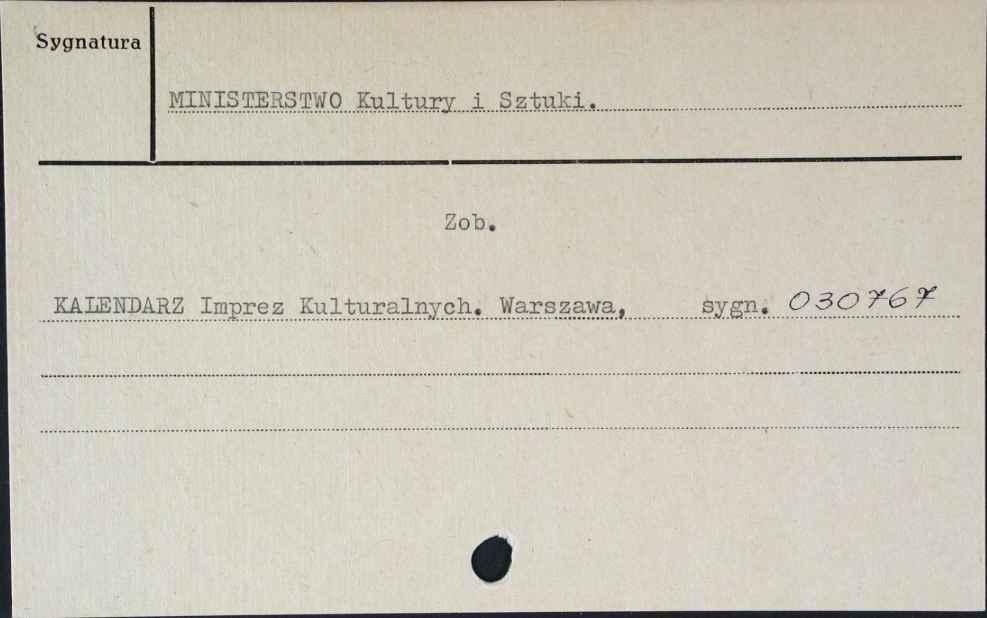 Sygnatura
MINISTERSTWO Kultury i Sztuki.
Zob.
KALENDARZ Imprez Kulturalnych. Warszawa, sygn. 030767